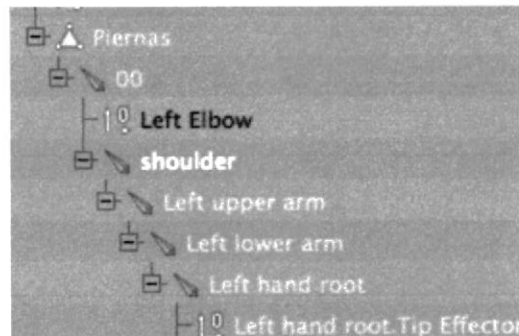 Piernas
00
Left Elbow
shoulder
Left upper arm
Left lower arm
Left hand root
Left hand root.Tip Effector